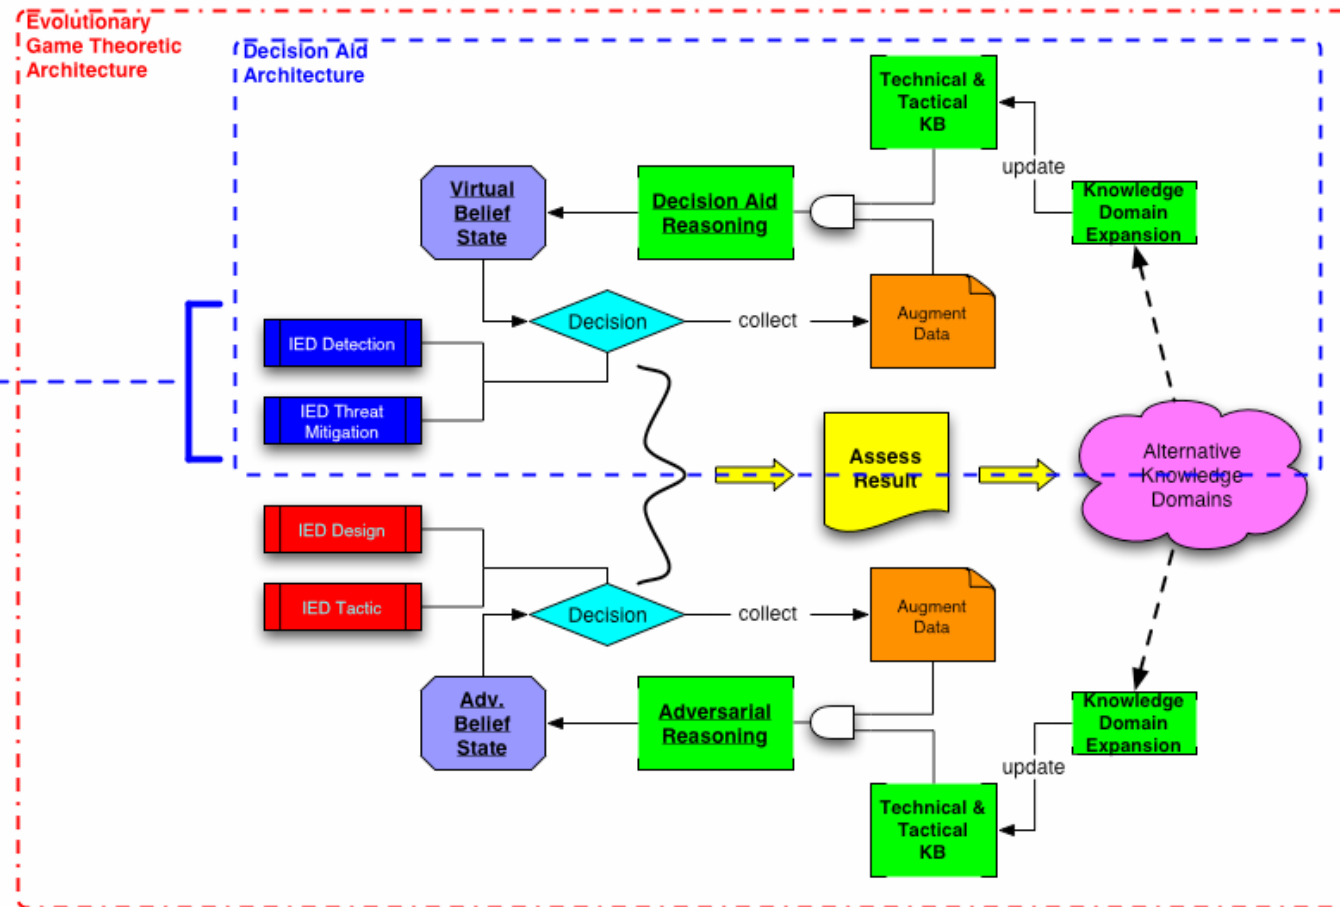 Evolutionary
Game Theoretic
Architecture
Decision Aid
Architecture
Technical &
Tactical
KB
update
Knowledge
Domain
Expansion
Virtual
Belief
State
Decision Aid
Reasoning
Decision
collect
Augment
Data
IED Detection
IED Threat
Mitigation
Assess
Result
Alternative
Knowledge
Domains
IED Design
IED Tactic
Decision
collect
Augment
Data
Adv.
Belief
State
Adversarial
Reasoning
Knowledge
Domain
Expansion
update
Technical &
Tactical
KB